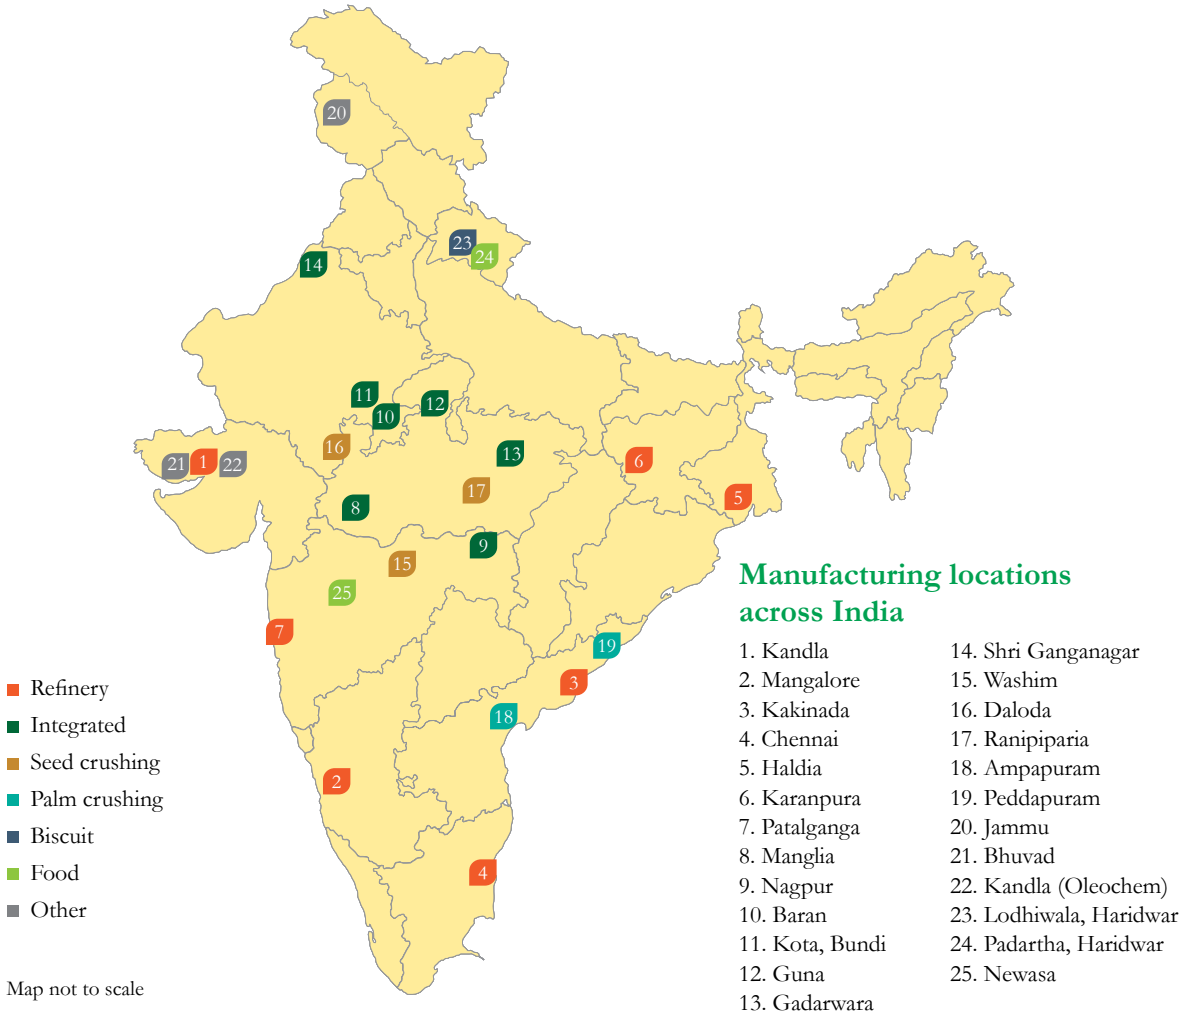 20
23
24
14
11
10
12
16
13
21
1
22
6
17
5
8
9
15
25
7
19
3
18
2
4
Manufacturing locations
across India
1. Kandla
2. Mangalore
3. Kakinada
4. Chennai
5. Haldia
6. Karanpura
7. Patalganga
8. Manglia
9. Nagpur
10. Baran
11. Kota, Bundi
12. Guna
13. Gadarwara
14. Shri Ganganagar
15. Washim
16. Daloda
17. Ranipiparia
18. Ampapuram
19. Peddapuram
20. Jammu
21. Bhuvad
22. Kandla (Oleochem)
23. Lodhiwala, Haridwar
24. Padartha, Haridwar
25. Newasa
Refinery
Integrated
Seed crushing
Palm crushing
Biscuit
Food
Other
Map not to scale